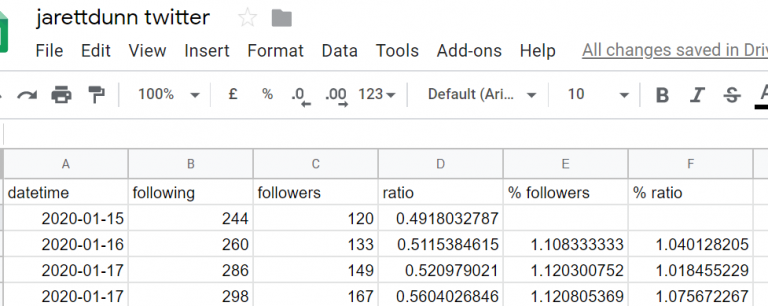 jarettdunn twitter
File Edit View Insert Format Data Tools Add-ons Help All changes saved in Driv
100% £ % .0 .00 123 Default (Ari... 10 B I S A
A B C D E F
datetime following followers ratio % followers % ratio
2020-01-15 244 120 0.4918032787
2020-01-16 260 133 0.5115384615 1.108333333 1.040128205
2020-01-17 286 149 0.520979021 1.120300752 1.018455229
2020-01-17 298 167 0.5604026846 1.120805369 1.075672267